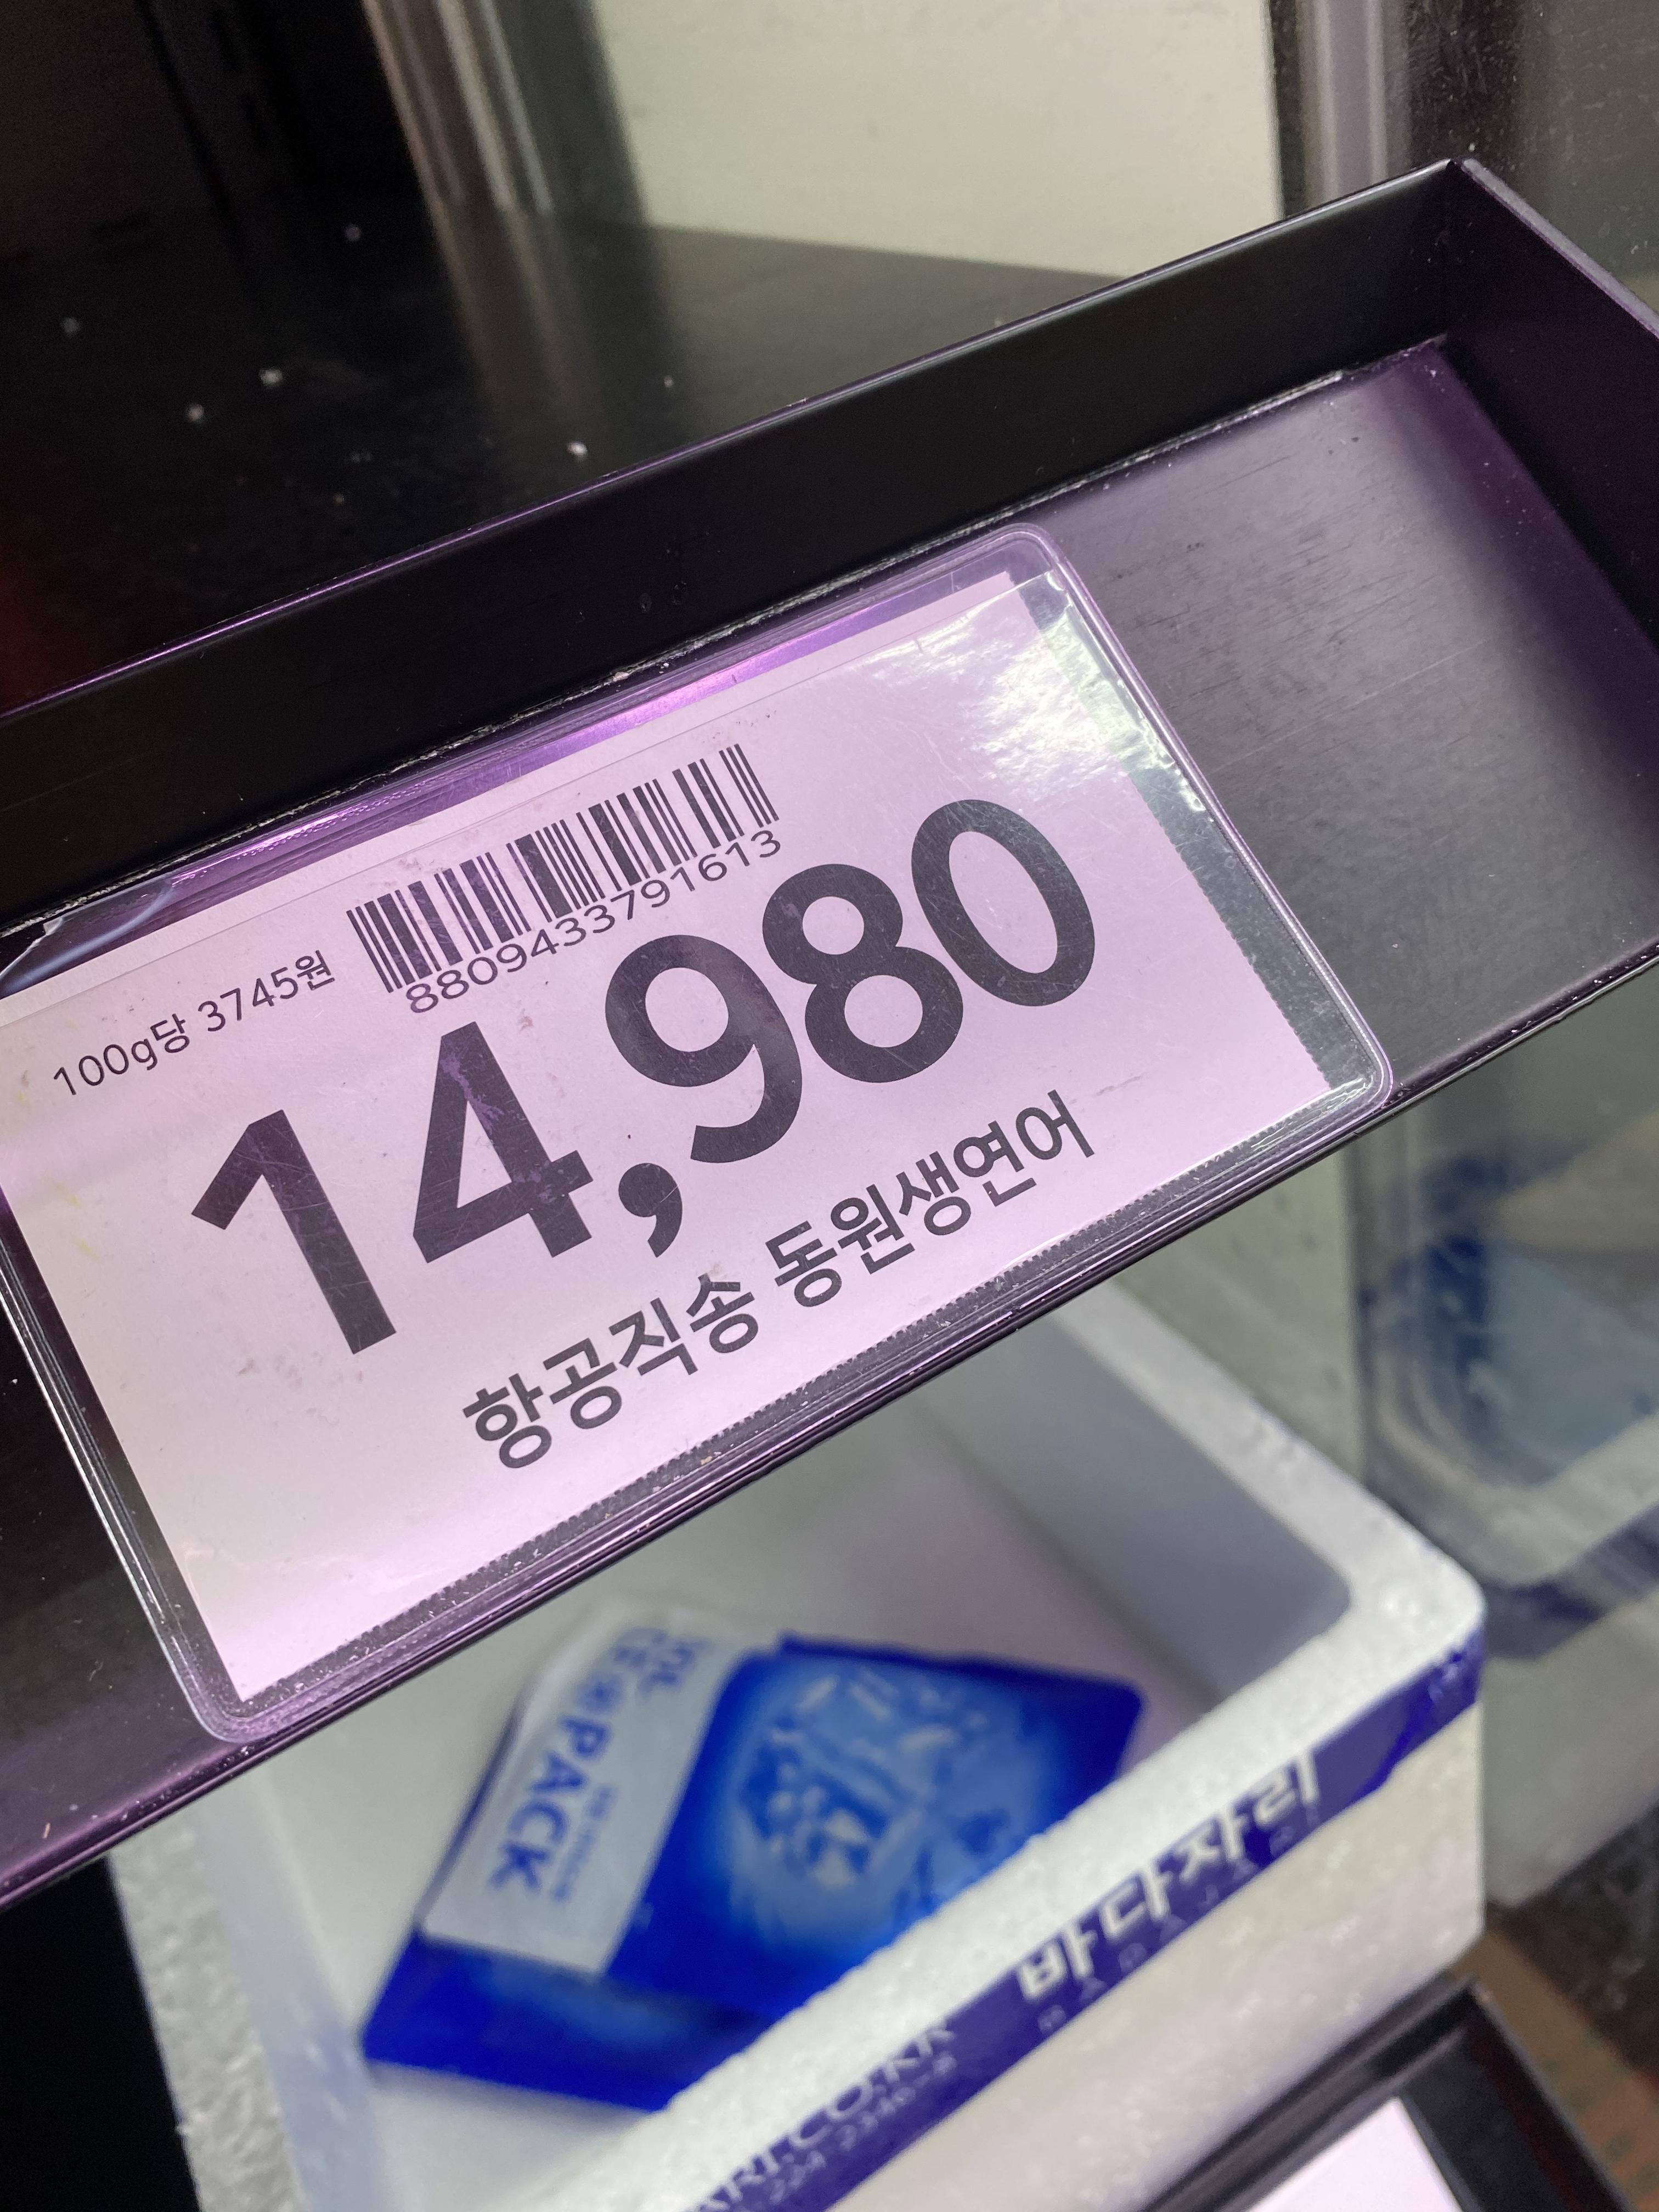 100g당 3745원
8809433791613
14,980
항공직송 동원생연어
PACK
바다자리
BADAJARI